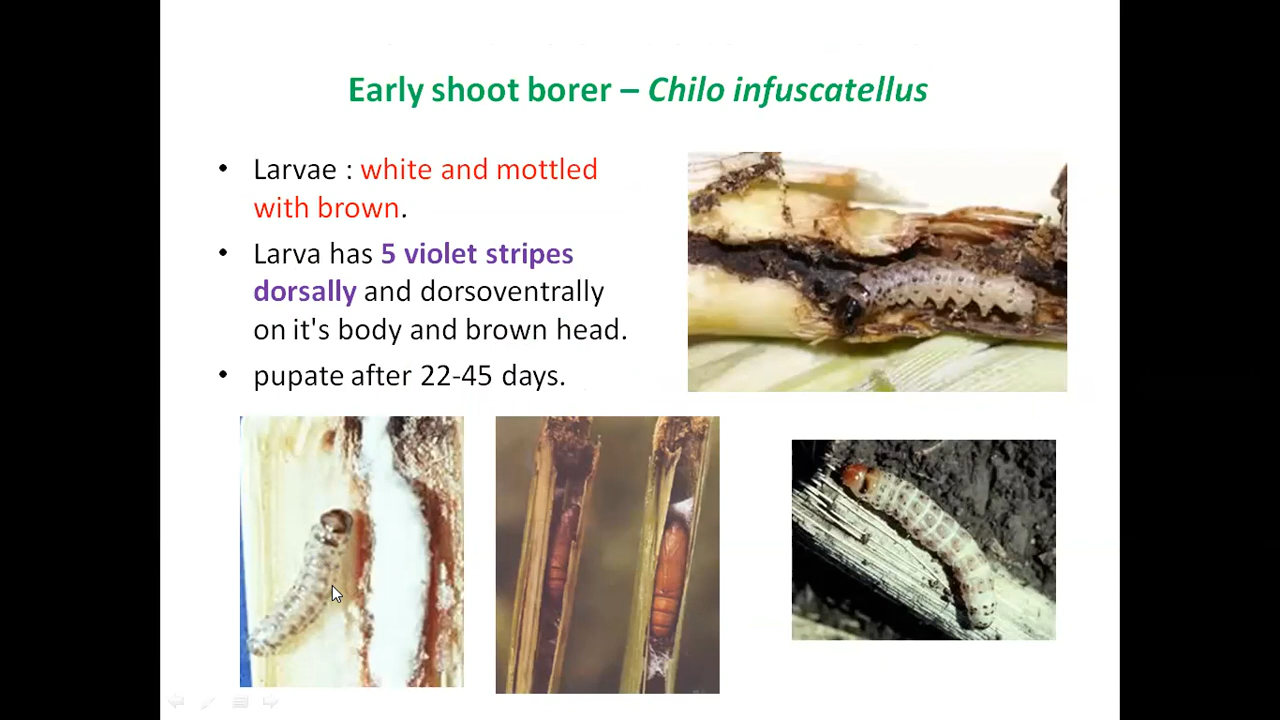 Early shoot borer – Chilo infuscatellus
• Larvae : white and mottled
with brown.
• Larva has 5 violet stripes
dorsally and dorsoventrally
on it's body and brown head.
• pupate after 22-45 days.